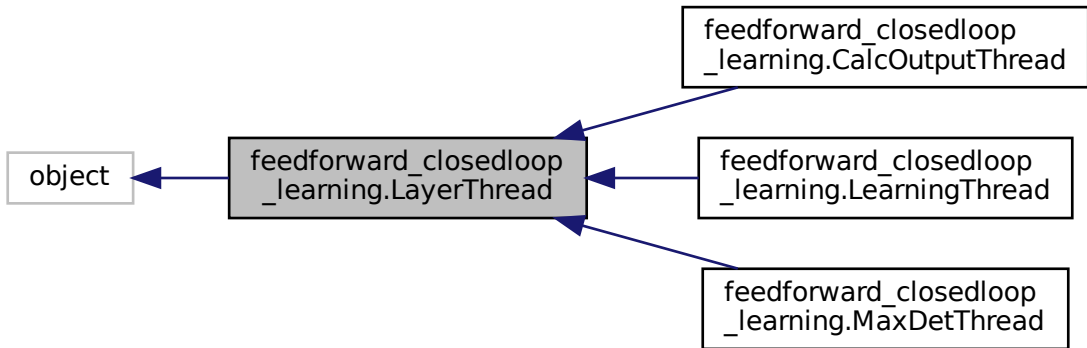 object
feedforward_closedloop
_learning.LayerThread
feedforward_closedloop
_learning.CalcOutputThread
feedforward_closedloop
_learning.LearningThread
feedforward_closedloop
_learning.MaxDetThread